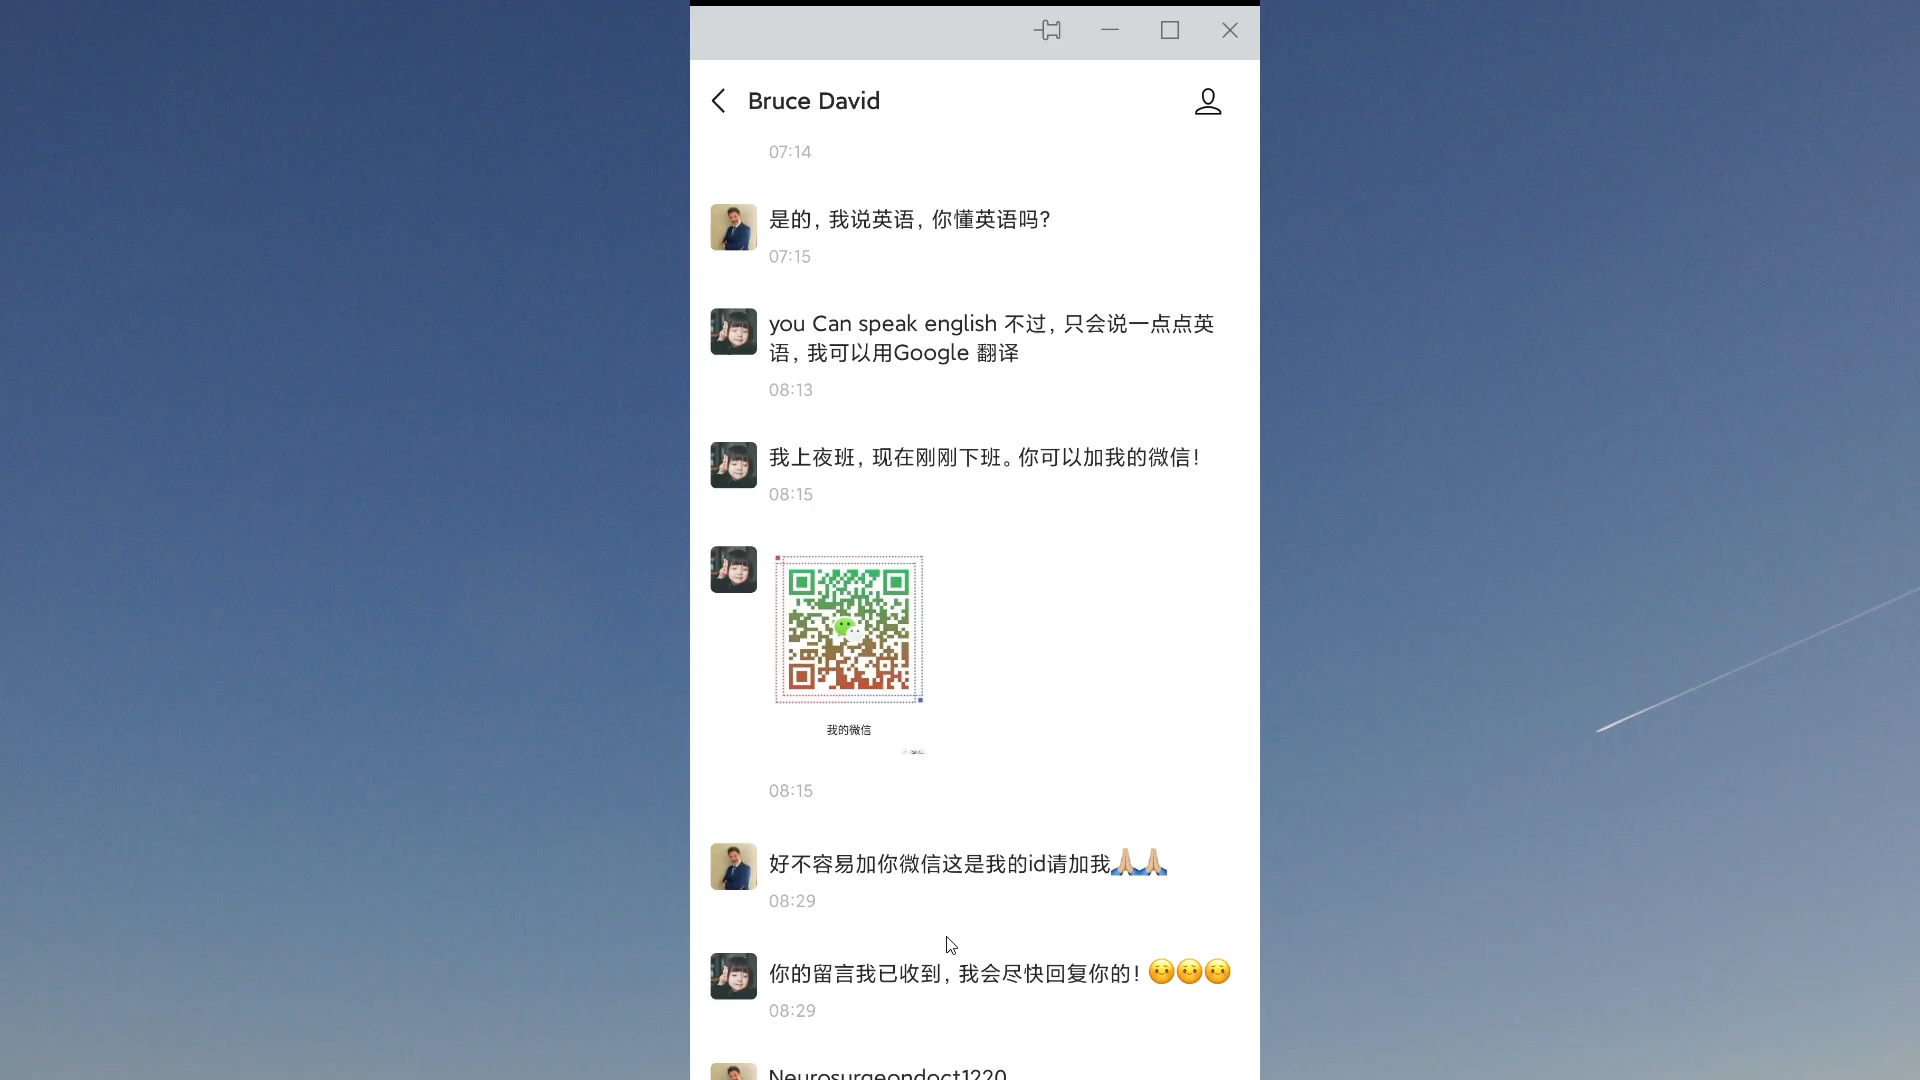 Bruce David
07:14
是的，我说英语，你懂英语吗？
07:15
you Can speak english 不过，只会说一点点英
语，我可以用Google 翻译
08:13
我上夜班，现在刚刚下班。你可以加我的微信！
08:15
我的微信
08:15
好不容易加你微信这是我的id请加我🙏🏼🙏🏼
08:29
你的留言我已收到，我会尽快回复你的！😶😶😶
08:29
Neurosurgeondoct1220